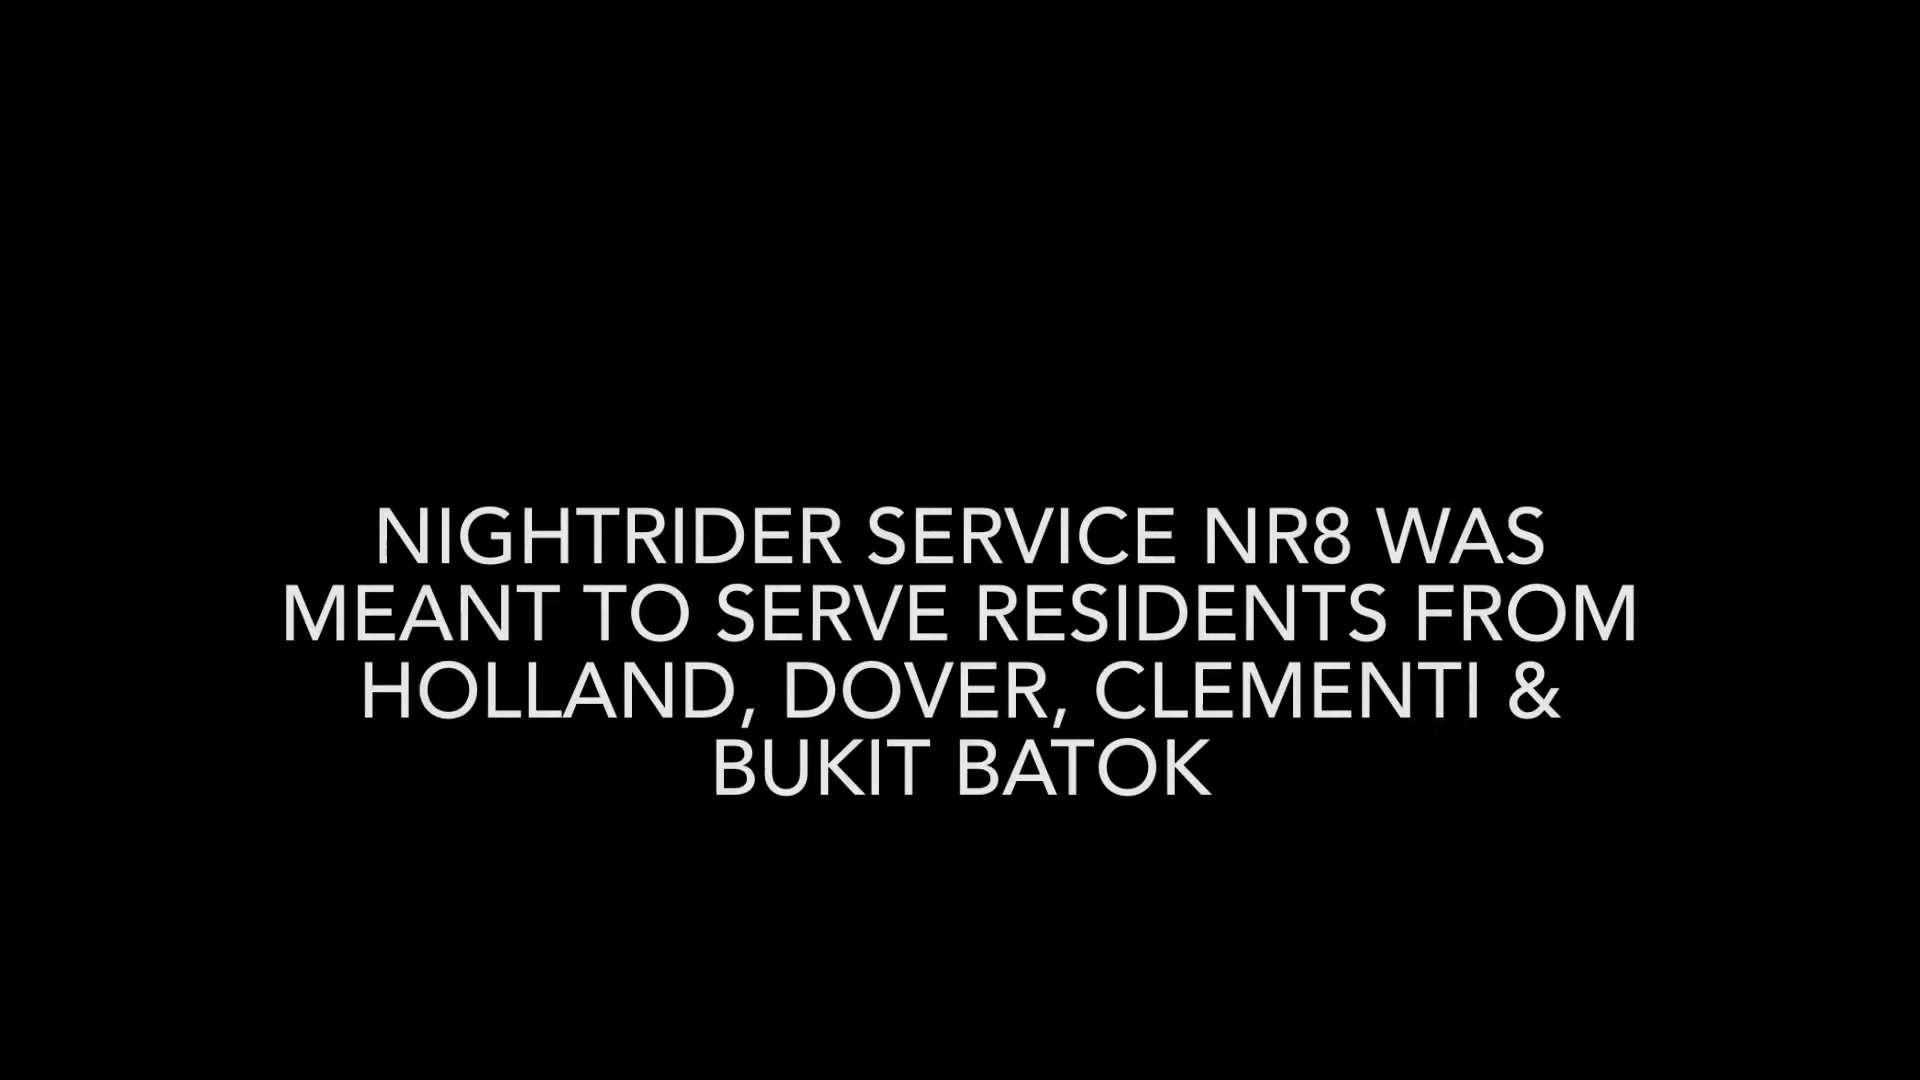 NIGHTRIDER SERVICE NR8 WAS
MEANT TO SERVE RESIDENTS FROM
HOLLAND, DOVER, CLEMENTI &
BUKIT BATOK